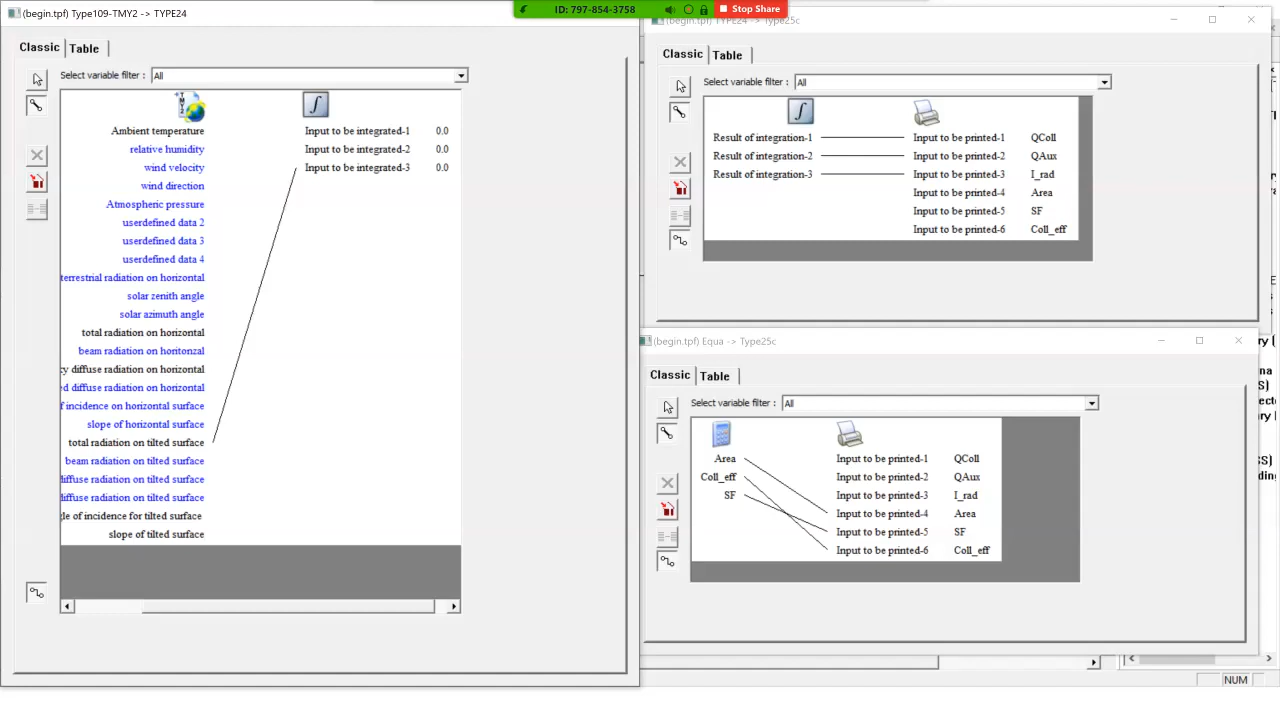 (begin.tpf) Type109-TMY2 -> TYPE24
ID: 797-854-3758
Stop Share
Classic
Table
Select variable filter :
All
Ambient temperature
relative humidity
wind velocity
wind direction
Atmospheric pressure
userdefined data 2
userdefined data 3
userdefined data 4
terrestrial radiation on horizontal
solar zenith angle
solar azimuth angle
total radiation on horizontal
beam radiation on horitonzal
y diffuse radiation on horizontal
d diffuse radiation on horizontal
f incidence on horizontal surface
slope of horizontal surface
total radiation on tilted surface
beam radiation on tilted surface
diffuse radiation on tilted surface
diffuse radiation on tilted surface
gle of incidence for tilted surface
slope of tilted surface
Input to be integrated-1 0.0
Input to be integrated-2 0.0
Input to be integrated-3 0.0
(begin.tpf) TYPE24 -> Type25c
Classic
Table
Select variable filter :
All
Result of integration-1
Result of integration-2
Result of integration-3
Input to be printed-1 QColl
Input to be printed-2 QAux
Input to be printed-3 I_rad
Input to be printed-4 Area
Input to be printed-5 SF
Input to be printed-6 Coll_eff
(begin.tpf) Equa -> Type25c
Classic
Table
Select variable filter :
All
Area
Coll_eff
SF
Input to be printed-1 QColl
Input to be printed-2 QAux
Input to be printed-3 I_rad
Input to be printed-4 Area
Input to be printed-5 SF
Input to be printed-6 Coll_eff
NUM